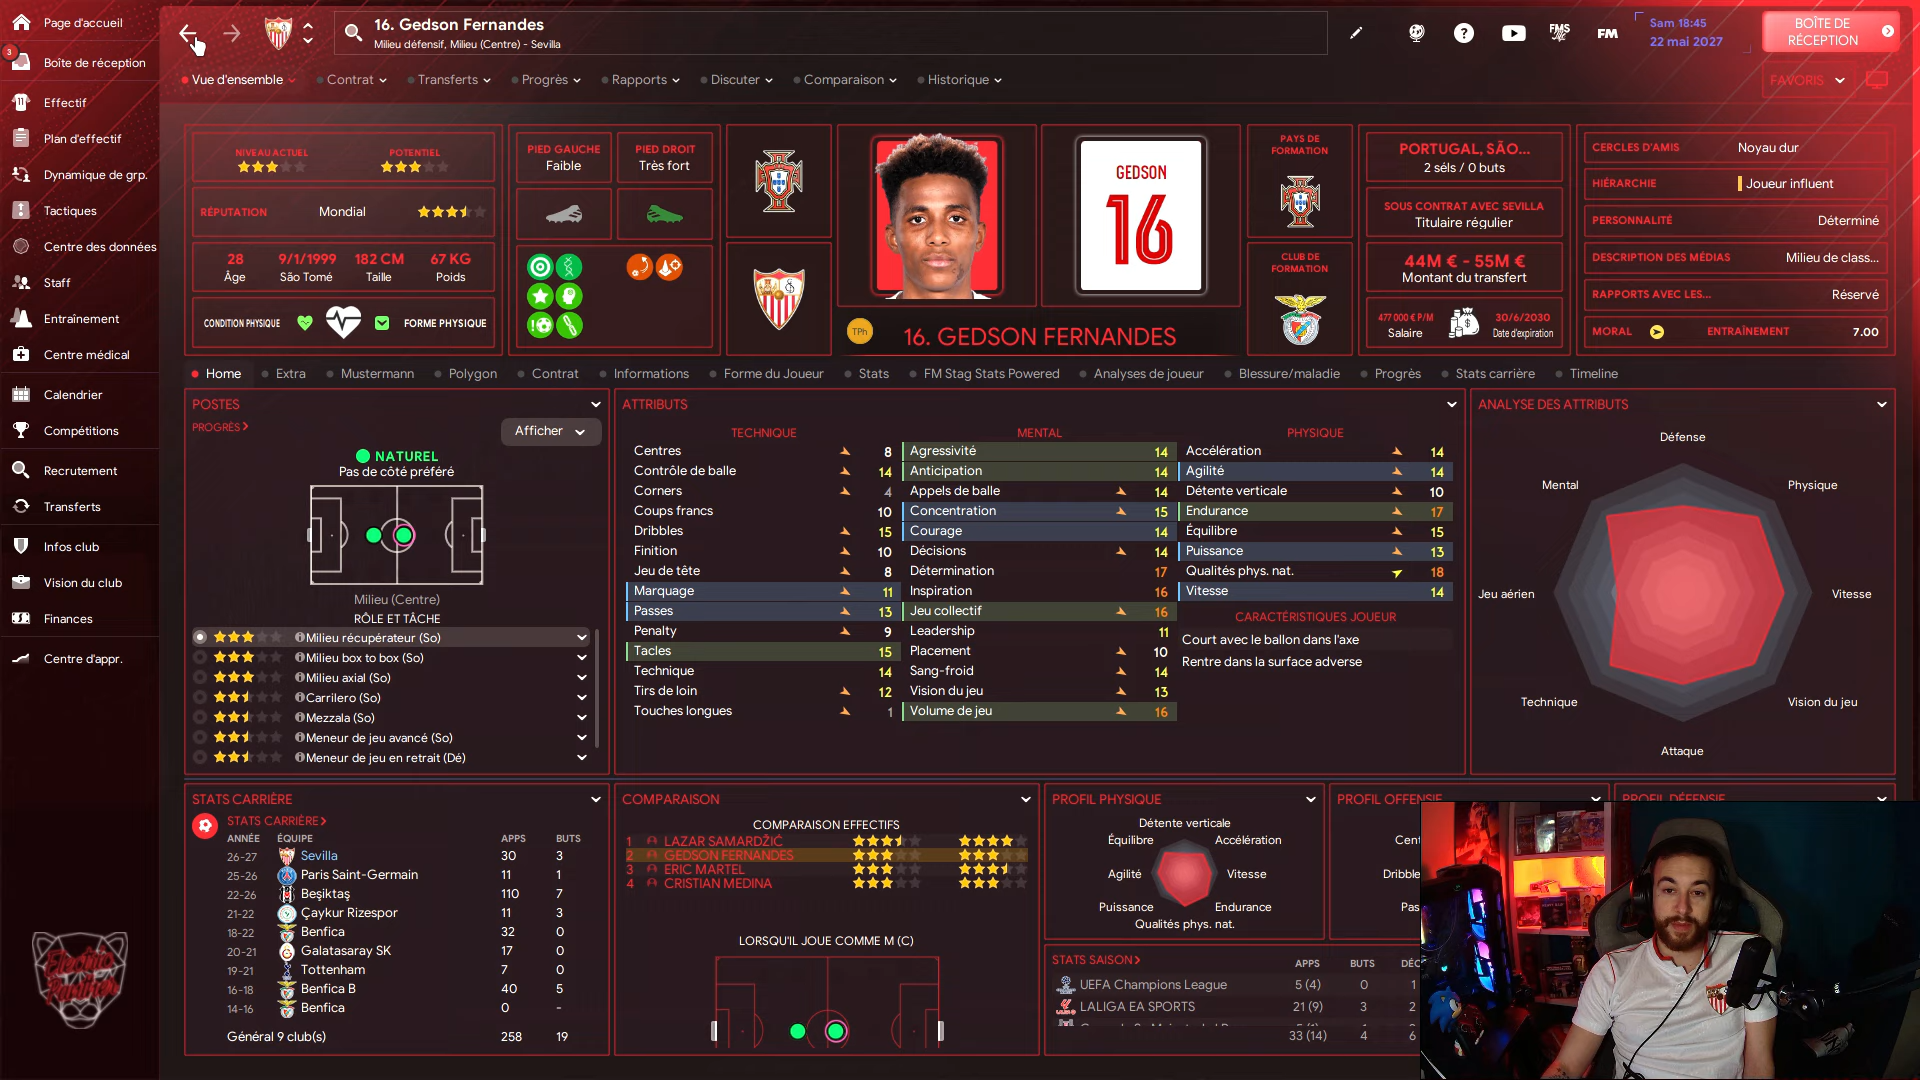 Page d'accueil
3
Boîte de réception
Effectif
Plan d'effectif
Dynamique de grp.
Tactiques
Centre des données
Staff
Entraînement
Centre médical
Calendrier
Compétitions
Recrutement
Transferts
Infos club
Vision du club
Finances
Centre d'appr.
16. Gedson Fernandes
Milieu défensif, Milieu (Centre) - Sevilla
FMS
FM
Sam 18:45
22 mai 2027
BOÎTE DE RÉCEPTION
Vue d'ensemble
Contrat
Transferts
Progrès
Rapports
Discuter
Comparaison
Historique
FAVORIS
NIVEAU ACTUEL
POTENTIEL
RÉPUTATION Mondial
28 9/1/1999 182 CM 67 KG
Âge São Tomé Taille Poids
CONDITION PHYSIQUE FORME PHYSIQUE
PIED GAUCHE
Faible
PIED DROIT
Très fort
GEDSON
16
TPh
16. GEDSON FERNANDES
PAYS DE FORMATION
CLUB DE FORMATION
PORTUGAL, SÃO...
2 séls / 0 buts
SOUS CONTRAT AVEC SEVILLA
Titulaire régulier
44M € - 55M €
Montant du transfert
477 000 € P/M
Salaire
30/6/2030
Date d'expiration
CERCLES D'AMIS Noyau dur
HIÉRARCHIE Joueur influent
PERSONNALITÉ Déterminé
DESCRIPTION DES MÉDIAS Milieu de class...
RAPPORTS AVEC LES... Réservé
MORAL ENTRAÎNEMENT 7.00
Home
Extra
Mustermann
Polygon
Contrat
Informations
Forme du Joueur
Stats
FM Stag Stats Powered
Analyses de joueur
Blessure/maladie
Progrès
Stats carrière
Timeline
POSTES
PROGRÈS
Afficher
NATUREL
Pas de côté préféré
Milieu (Centre)
RÔLE ET TÂCHE
Milieu récupérateur (So)
Milieu box to box (So)
Milieu axial (So)
Carrilero (So)
Mezzala (So)
Meneur de jeu avancé (So)
Meneur de jeu en retrait (Dé)
ATTRIBUTS
TECHNIQUE
Centres 8
Contrôle de balle 14
Corners 4
Coups francs 10
Dribbles 15
Finition 10
Jeu de tête 8
Marquage 11
Passes 13
Penalty 9
Tacles 15
Technique 14
Tirs de loin 12
Touches longues 1
MENTAL
Agressivité 14
Anticipation 14
Appels de balle 14
Concentration 15
Courage 14
Décisions 14
Détermination 17
Inspiration 16
Jeu collectif 16
Leadership 11
Placement 10
Sang-froid 14
Vision du jeu 13
Volume de jeu 16
PHYSIQUE
Accélération 14
Agilité 14
Détente verticale 10
Endurance 17
Équilibre 15
Puissance 13
Qualités phys. nat. 18
Vitesse 14
CARACTÉRISTIQUES JOUEUR
Court avec le ballon dans l'axe
Rentre dans la surface adverse
ANALYSE DES ATTRIBUTS
Défense
Mental
Physique
Jeu aérien
Vitesse
Technique
Vision du jeu
Attaque
STATS CARRIÈRE
STATS CARRIÈRE
ANNÉE ÉQUIPE APPS BUTS
26-27 Sevilla 30 3
25-26 Paris Saint-Germain 11 1
22-26 Beşiktaş 110 7
21-22 Çaykur Rizespor 11 3
18-22 Benfica 32 0
20-21 Galatasaray SK 17 0
19-21 Tottenham 7 0
16-18 Benfica B 40 5
14-16 Benfica 0 -
Général 9 club(s) 258 19
COMPARAISON
COMPARAISON EFFECTIFS
1 LAZAR SAMARDŽIC
2 GEDSON FERNANDES
3 ERIC MARTEL
4 CRISTIAN MEDINA
LORSQU'IL JOUE COMME M (C)
PROFIL PHYSIQUE
Détente verticale
Équilibre
Accélération
Agilité
Vitesse
Puissance
Endurance
Qualités phys. nat.
STATS SAISON
APPS BUTS DÉC
UEFA Champions League 5 (4) 0 1
LALIGA EA SPORTS 21 (9) 3 2
33 (14) 4 6
PROFIL OFFENSIF
Cent
Dribble
Pas
PROFIL DÉFENSIF
Electric Panther